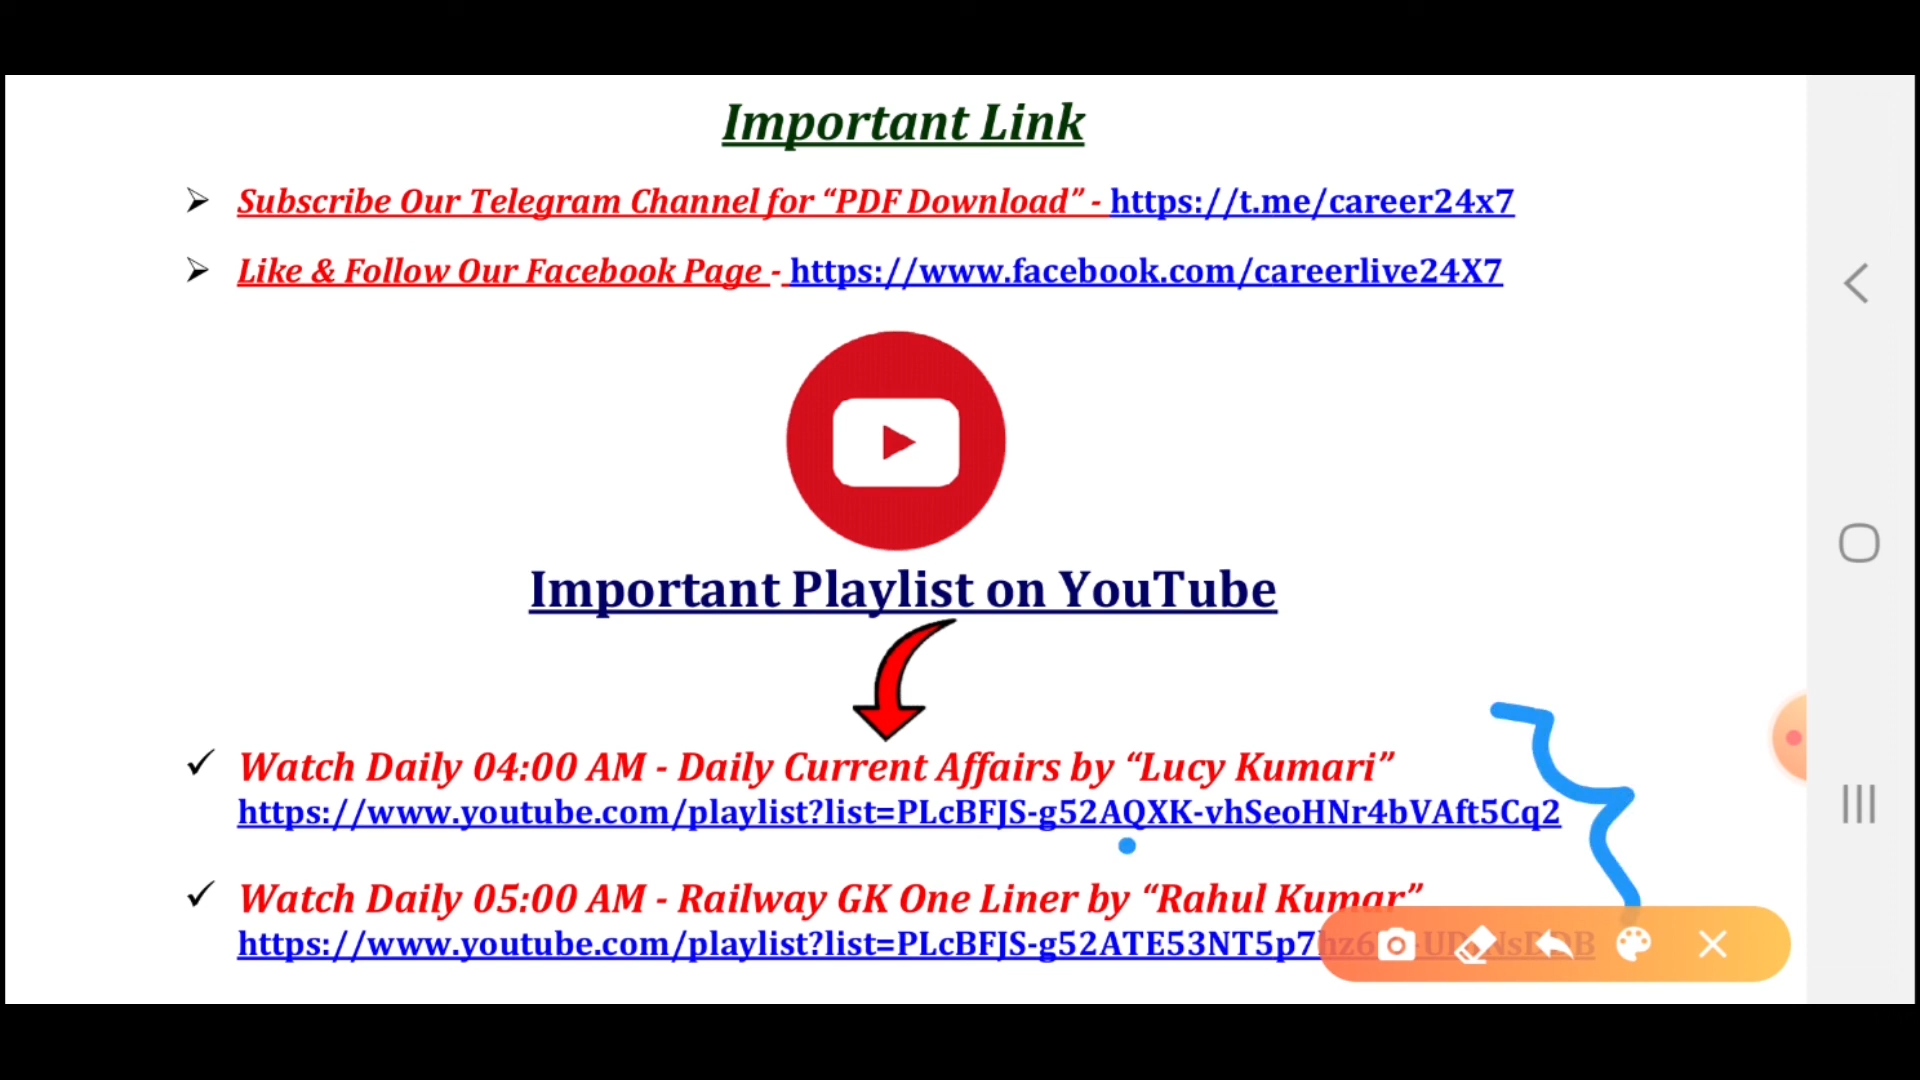 Important Link
➢ Subscribe Our Telegram Channel for “PDF Download” - https://t.me/career24x7
➢ Like & Follow Our Facebook Page - https://www.facebook.com/careerlive24X7
Important Playlist on YouTube
✓ Watch Daily 04:00 AM - Daily Current Affairs by “Lucy Kumari”
https://www.youtube.com/playlist?list=PLcBFJS-g52AQXK-vhSeoHNr4bVAft5Cq2
✓ Watch Daily 05:00 AM - Railway GK One Liner by “Rahul Kumar”
https://www.youtube.com/playlist?list=PLcBFJS-g52ATE53NT5p7hz6